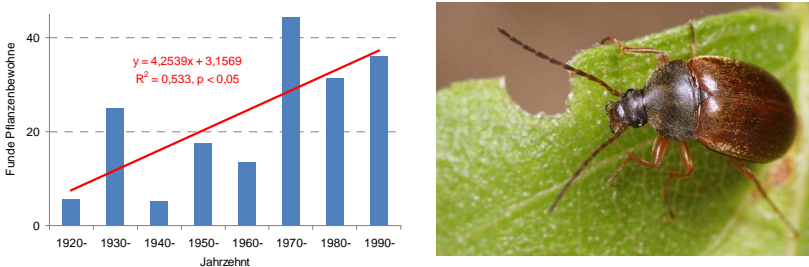 40
20
0
Funde Pflanzenbewohne
y = 4,2539x + 3,1569
R² = 0,533, p < 0,05
1920- 1930- 1940- 1950- 1960- 1970- 1980- 1990-
Jahrzehnt